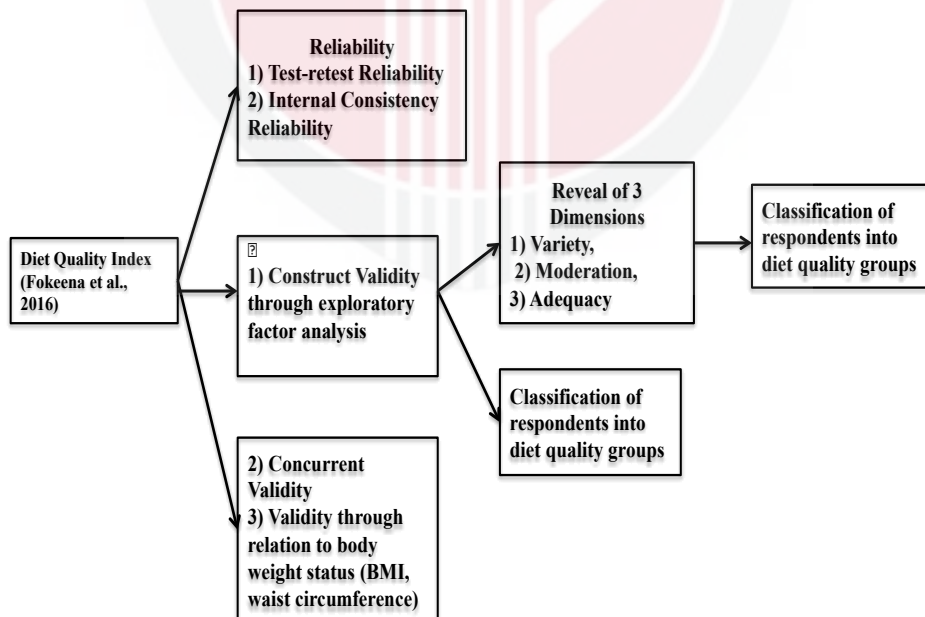 Diet Quality Index
(Fokeena et al.,
2016)
Reliability
1) Test-retest Reliability
2) Internal Consistency
Reliability
1) Construct Validity
through exploratory
factor analysis
2) Concurrent
Validity
3) Validity through
relation to body
weight status (BMI,
waist circumference)
Reveal of 3
Dimensions
1) Variety,
2) Moderation,
3) Adequacy
Classification of
respondents into
diet quality groups
Classification of
respondents into
diet quality groups